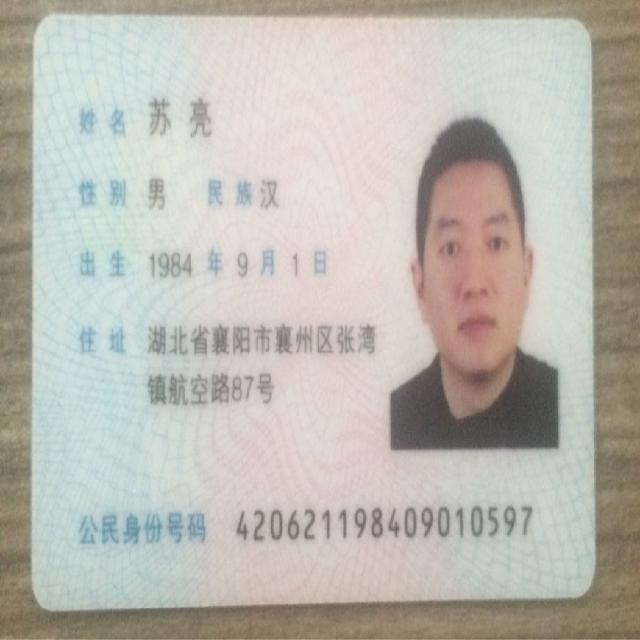 姓名 苏亮
性别 男 民族 汉
出生 1984 年 9 月 1 日
住址 湖北省襄阳市襄州区张湾
镇航空路87号
公民身份号码 420621198409010597